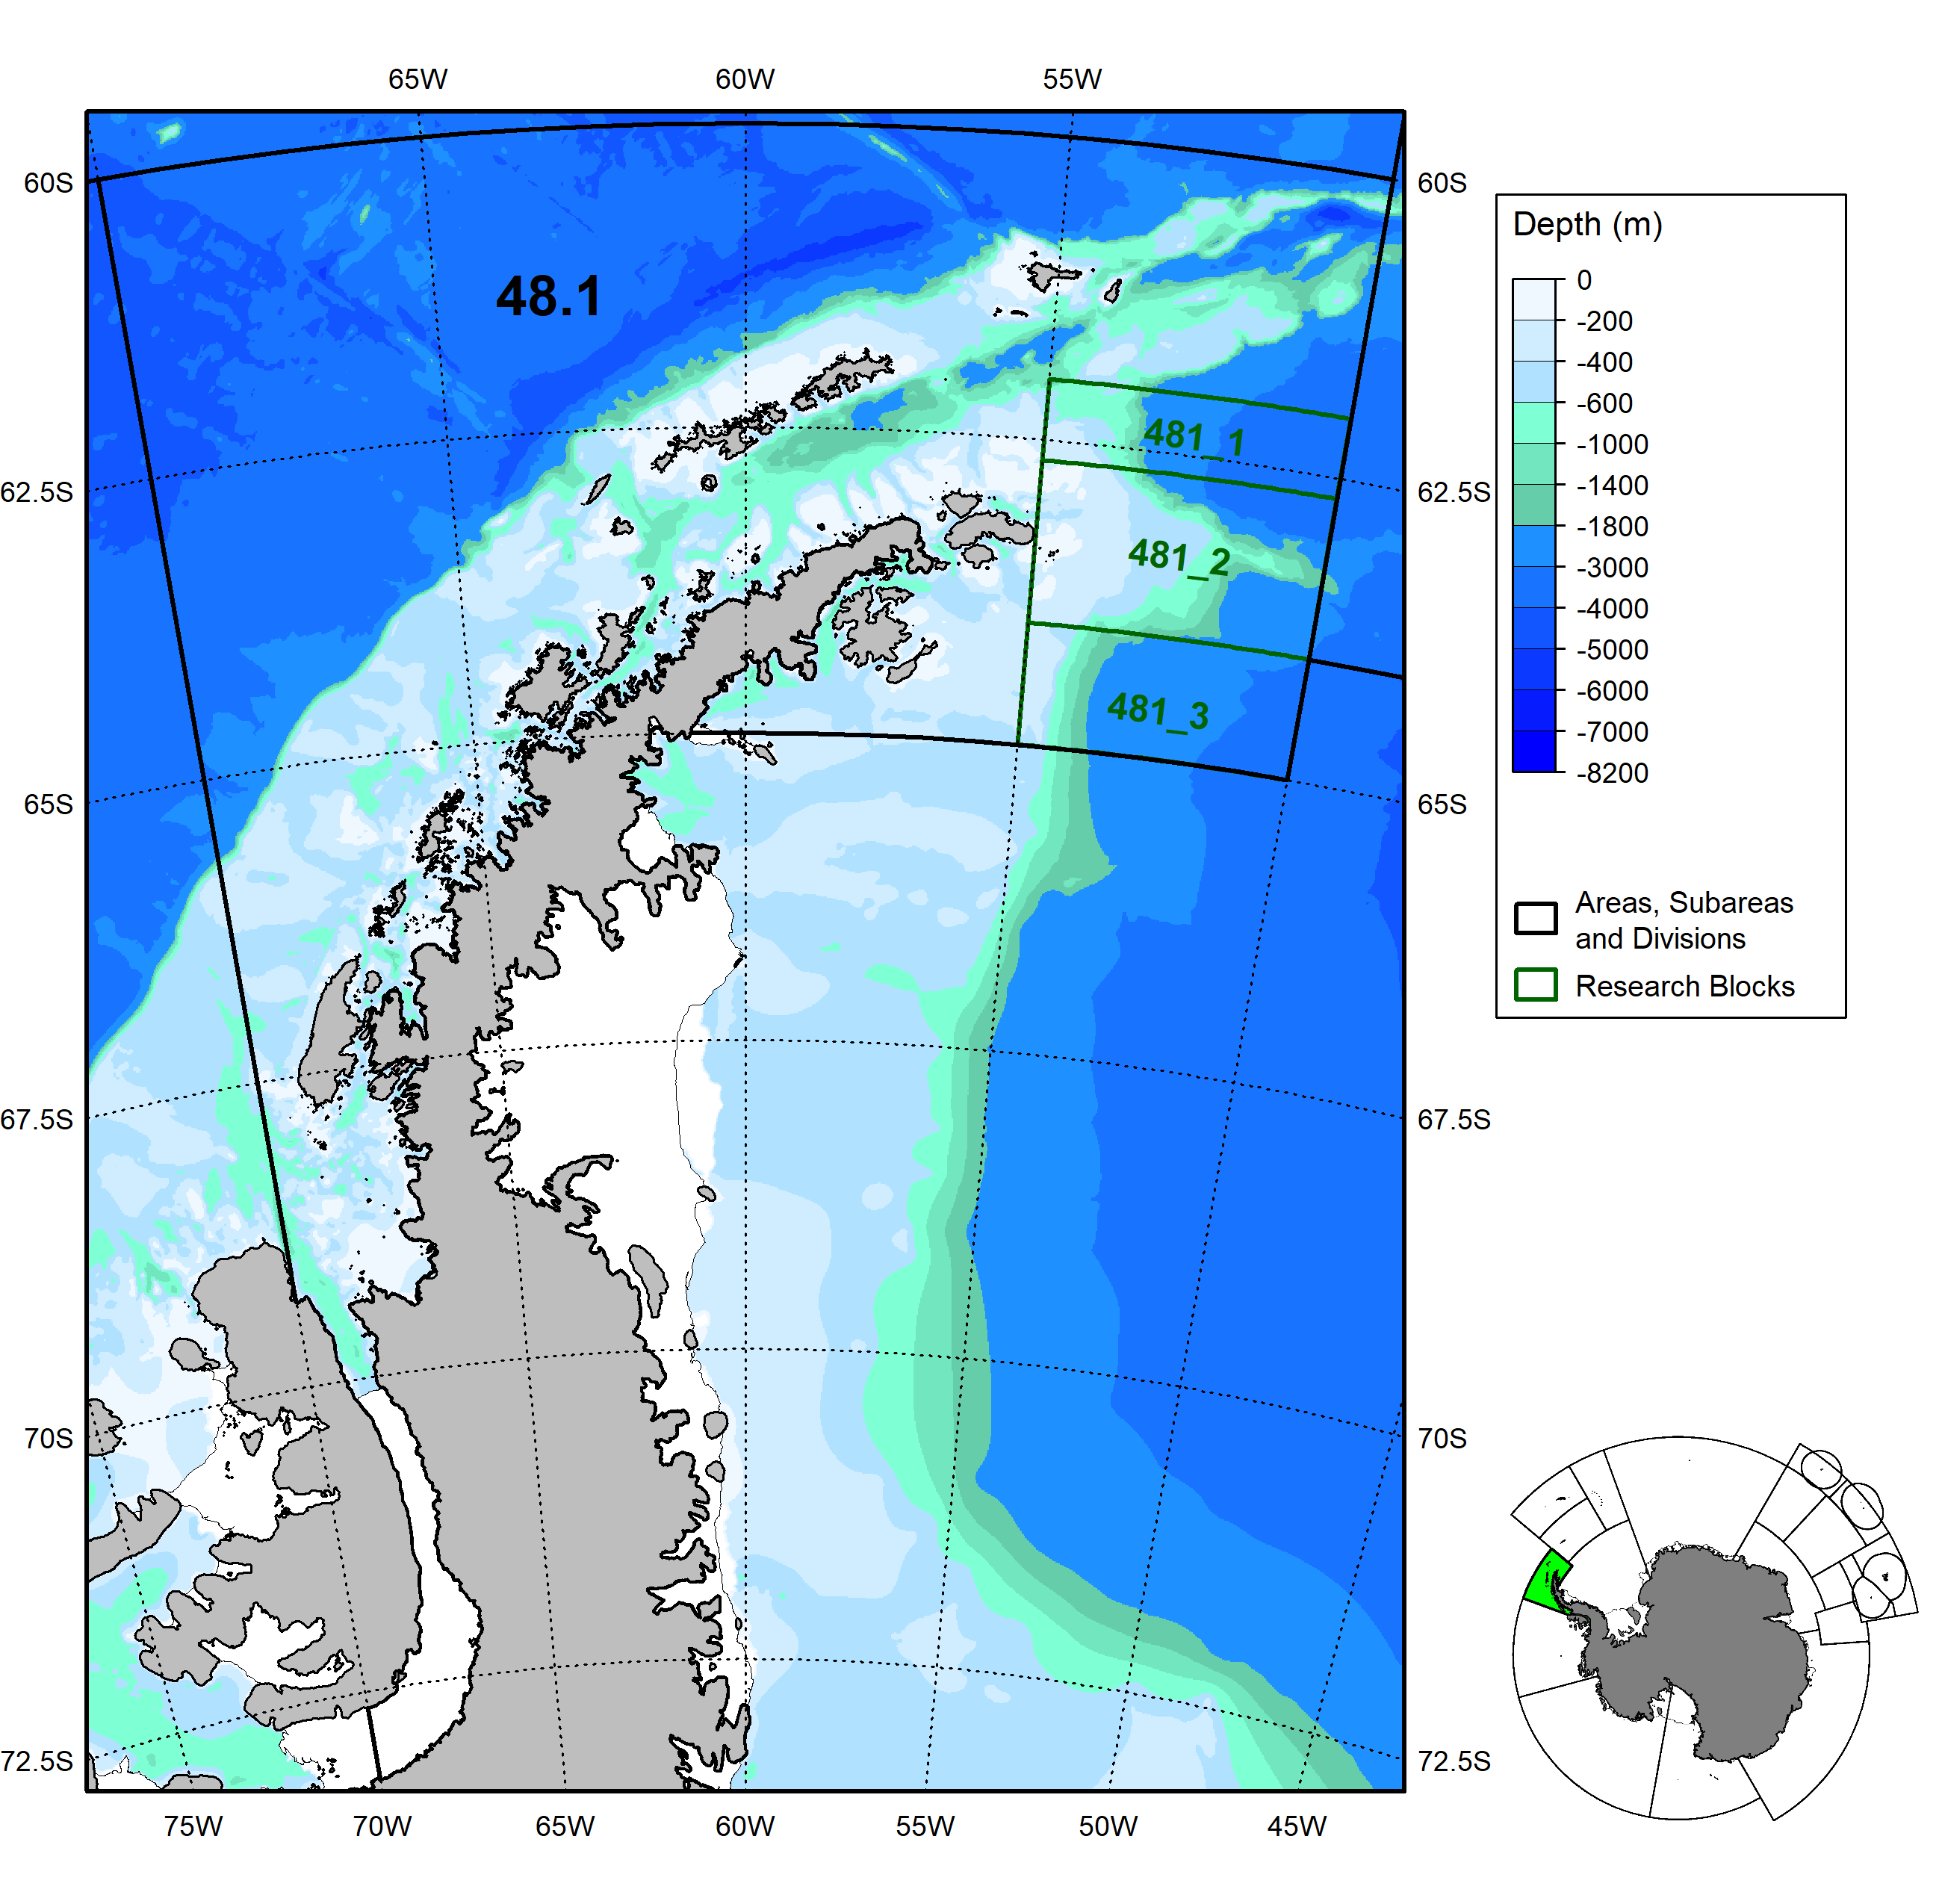 65W 60W 55W
60S 60S
Depth (m)
0
-200
-400
-600
-1000
-1400
-1800
-3000
-4000
-5000
-6000
-7000
-8200
48.1
481_1
62.5S 62.5S
481_2
481_3
65S 65S
Areas, Subareas
and Divisions
Research Blocks
67.5S 67.5S
70S 70S
72.5S 72.5S
75W 70W 65W 60W 55W 50W 45W